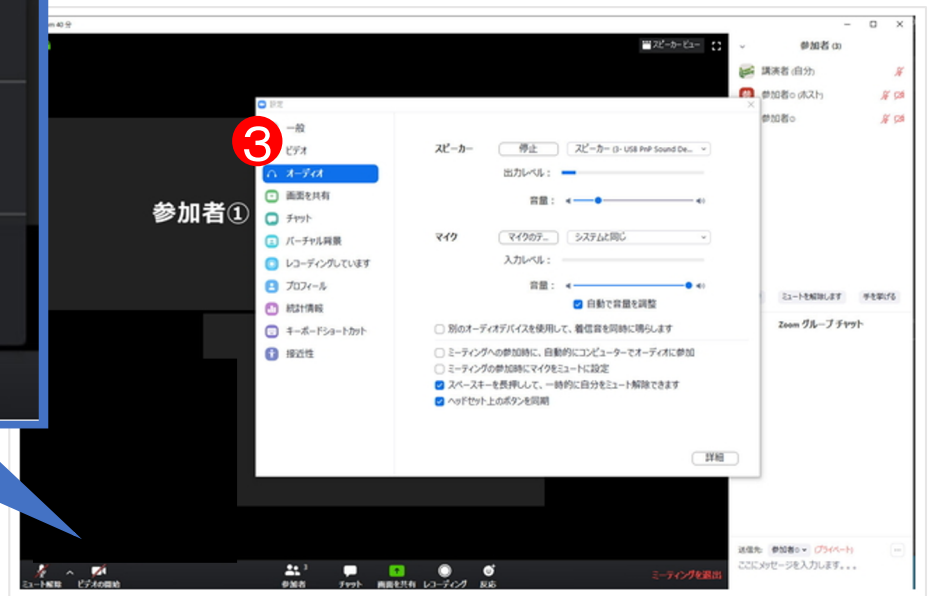 om 40 分
スピーカービュー
参加者 (3)
講演者 (自分)
参加者○ (ホスト)
参加者○
設定
3
一般
ビデオ
オーディオ
画面を共有
チャット
バーチャル背景
レコーディングしています
プロフィール
統計情報
キーボードショートカット
接近性
スピーカー
停止
スピーカー (3- USB PnP Sound De...
出力レベル：
音量：
マイク
マイクのテ...
システムと同じ
入力レベル：
音量：
自動で音量を調整
別のオーディオデバイスを使用して、着信音を同時に鳴らします
ミーティングへの参加時に、自動的にコンピューターでオーディオに参加
ミーティングの参加時にマイクをミュートに設定
スペースキーを長押しして、一時的に自分をミュート解除できます
ヘッドセット上のボタンを同期
詳細
参加者①
ミュートを解除します
手を挙げる
Zoom グループ チャット
送信先:
参加者○
(プライベート)
ここにメッセージを入力します。。。
ミュート解除
ビデオの開始
3
参加者
チャット
画面を共有
レコーディング
反応
ミーティングを退出